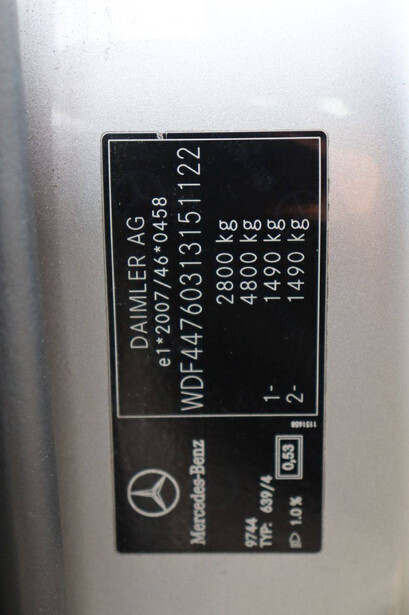 DAIMLER AG
e1*2007/46*0458
WDF44760313151122
2800 kg
4800 kg
1- 1490 kg
2- 1490 kg
1151658
Mercedes-Benz
9744
TYP: 639/4
0,53
1.0 %